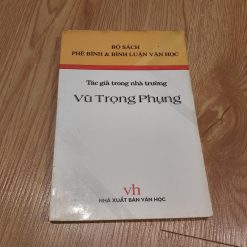 BỘ SÁCH
PHÊ BÌNH & BÌNH LUẬN VĂN HỌC
Tác giả trong nhà trường
Vũ Trọng Phụng
vh
NHÀ XUẤT BẢN VĂN HỌC